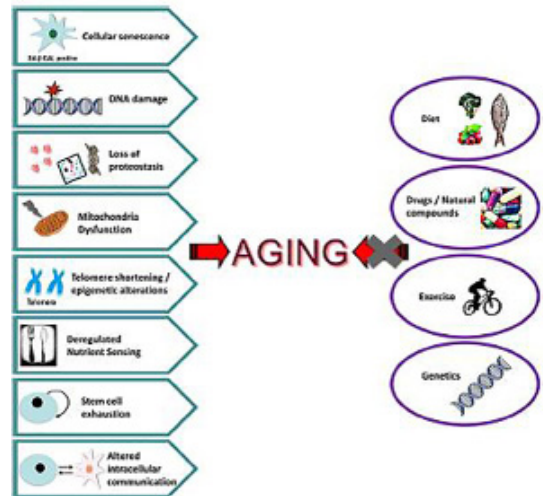 Cellular senescence
SA-β-GAL positive
DNA damage
Loss of
proteostasis
Mitochondria
Dysfunction
Telomere shortening /
epigenetic alterations
Telomere
Deregulated
Nutrient Sensing
Stem cell
exhaustion
Altered
intracellular
communication
AGING
Diet
Drugs / Natural
compounds
Exercise
Genetics